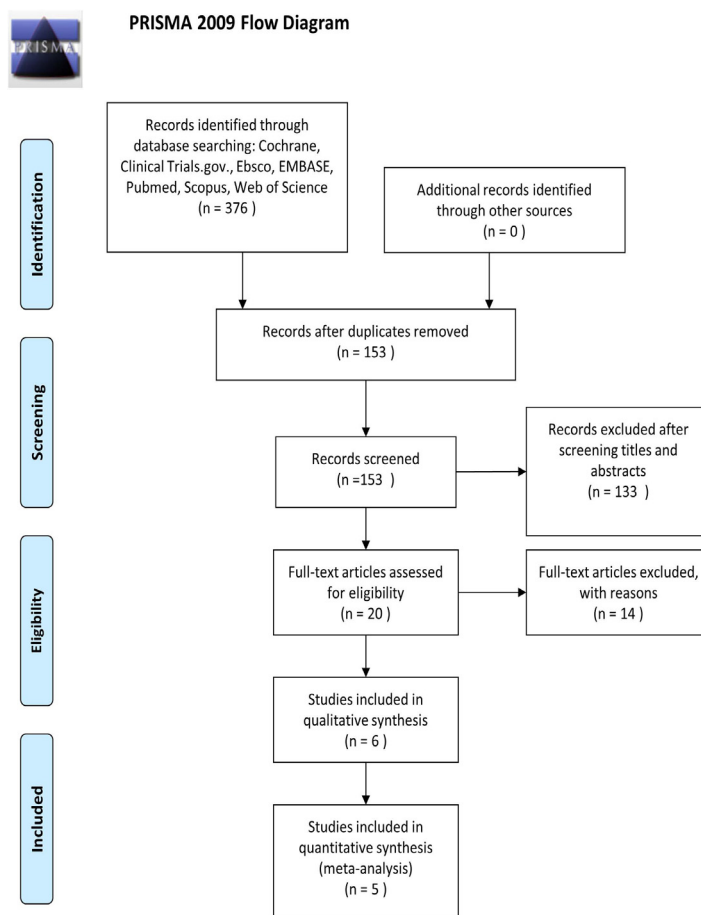 PRISMA 2009 Flow Diagram
PRISMA
Identification
Records identified through
database searching: Cochrane,
Clinical Trials.gov., Ebsco, EMBASE,
Pubmed, Scopus, Web of Science
(n = 376 )
Additional records identified
through other sources
(n = 0 )
Records after duplicates removed
(n = 153 )
Screening
Records screened
(n =153 )
Records excluded after
screening titles and
abstracts
(n = 133 )
Eligibility
Full-text articles assessed
for eligibility
(n = 20 )
Full-text articles excluded,
with reasons
(n = 14 )
Studies included in
qualitative synthesis
(n = 6 )
Included
Studies included in
quantitative synthesis
(meta-analysis)
(n = 5 )